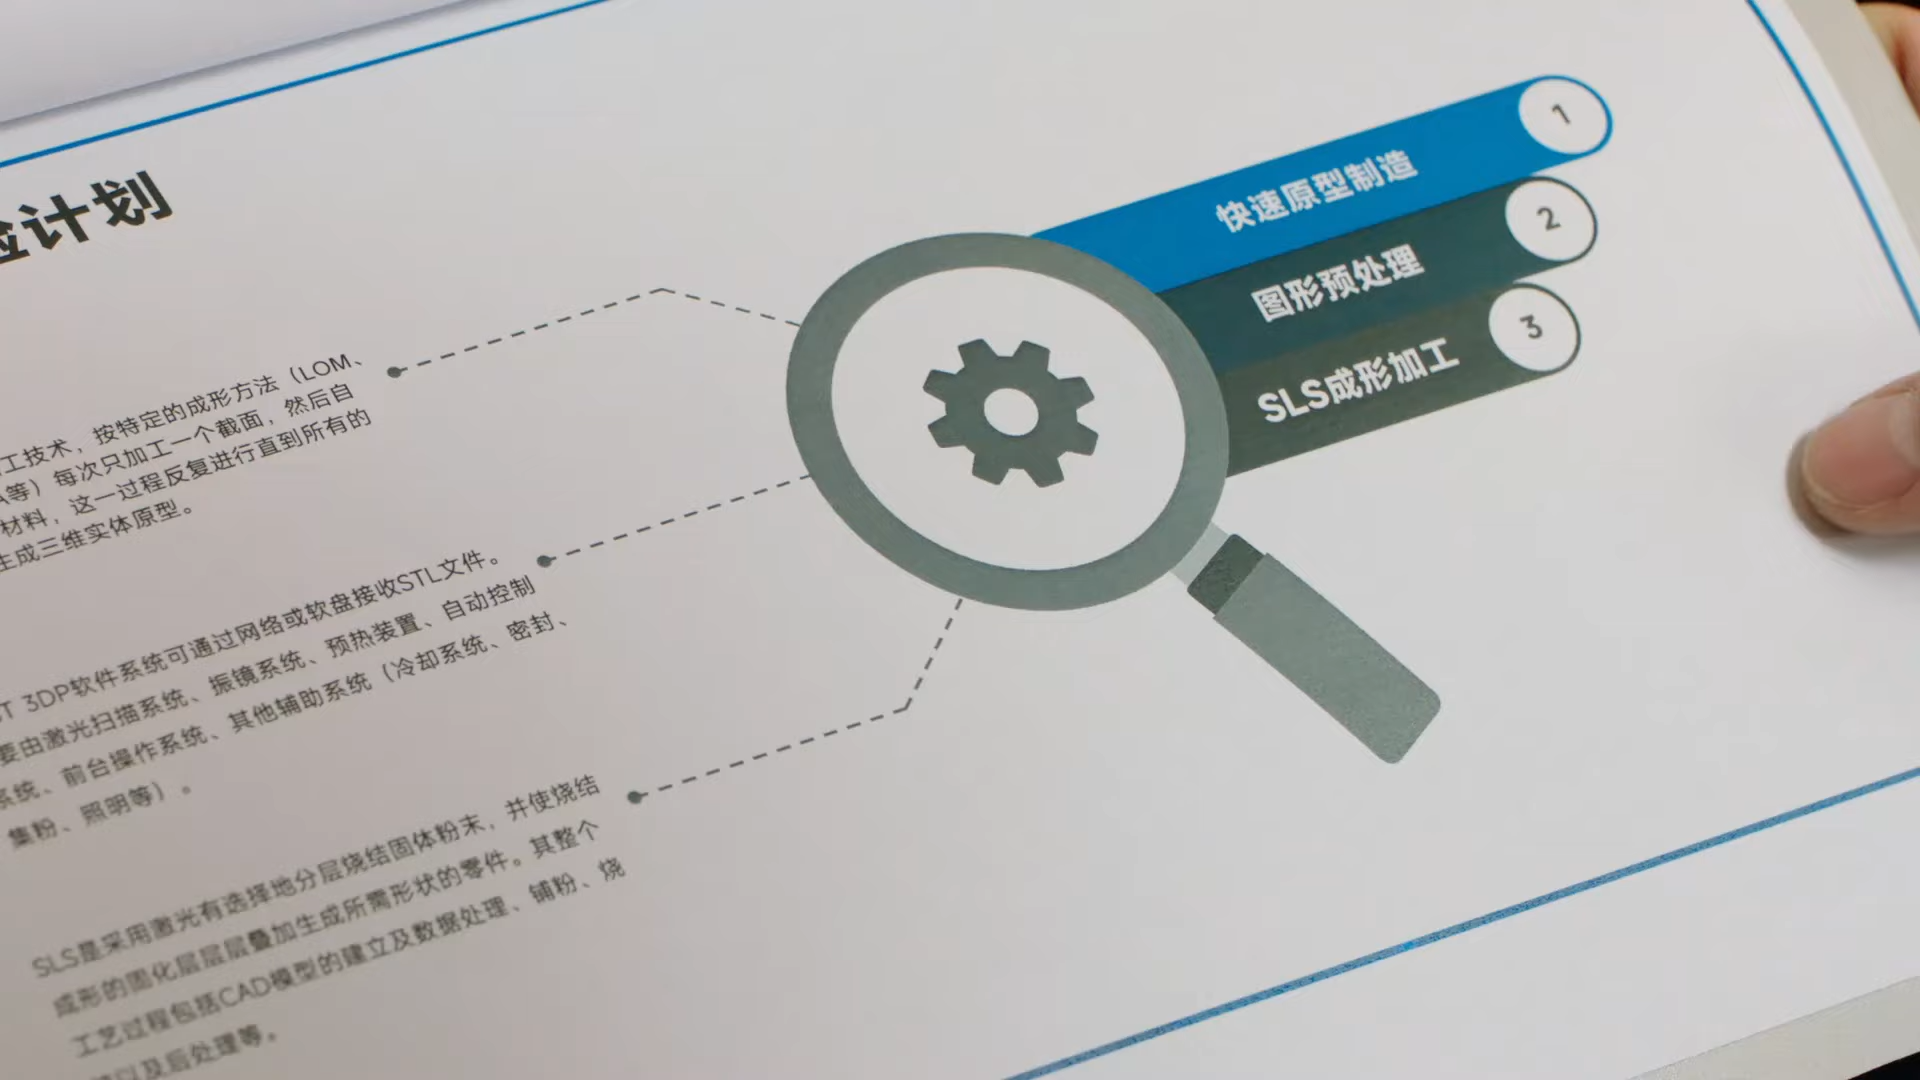 计划
快速原型制造
1
图形预处理
2
SLS成形加工
3
工技术，按特定的成形方法（LOM、
等）每次只加工一个截面，然后自
材料，这一过程反复进行直到所有的
生成三维实体原型。
T 3DP软件系统可通过网络或软盘接收STL文件。
要由激光扫描系统、振镜系统、预热装置、自动控制
系统、前台操作系统、其他辅助系统（冷却系统、密封、
集粉、照明等）。
SLS是采用激光有选择地分层烧结固体粉末，并使烧结
成形的固化层层层叠加生成所需形状的零件。其整个
工艺过程包括CAD模型的建立及数据处理、铺粉、烧
以及后处理等。